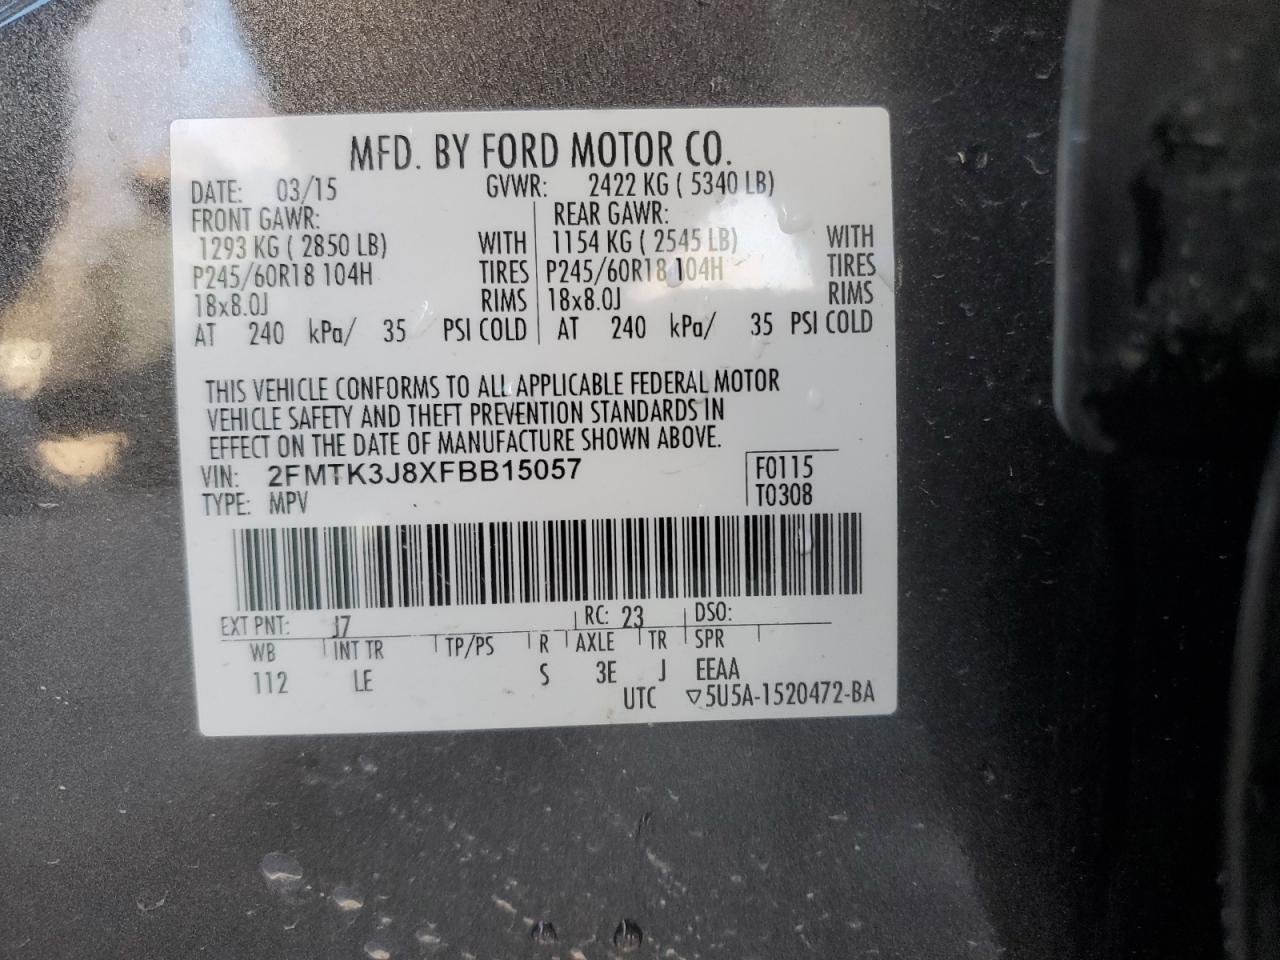 MFD. BY FORD MOTOR CO.
DATE: 03/15 GVWR: 2422 KG ( 5340 LB)
FRONT GAWR: REAR GAWR:
1293 KG ( 2850 LB) WITH 1154 KG ( 2545 LB) WITH
P245/60R18 104H TIRES P245/60R18 104H TIRES
18x8.0J RIMS 18x8.0J RIMS
AT 240 kPa/ 35 PSI COLD AT 240 kPa/ 35 PSI COLD
THIS VEHICLE CONFORMS TO ALL APPLICABLE FEDERAL MOTOR
VEHICLE SAFETY AND THEFT PREVENTION STANDARDS IN
EFFECT ON THE DATE OF MANUFACTURE SHOWN ABOVE.
VIN: 2FMTK3J8XFBB15057 F0115
TYPE: MPV T0308
EXT PNT: J7 RC: 23 DSO:
WB INT TR TP/PS R AXLE TR SPR
112 LE S 3E J EEAA
UTC ▽5U5A-1520472-BA